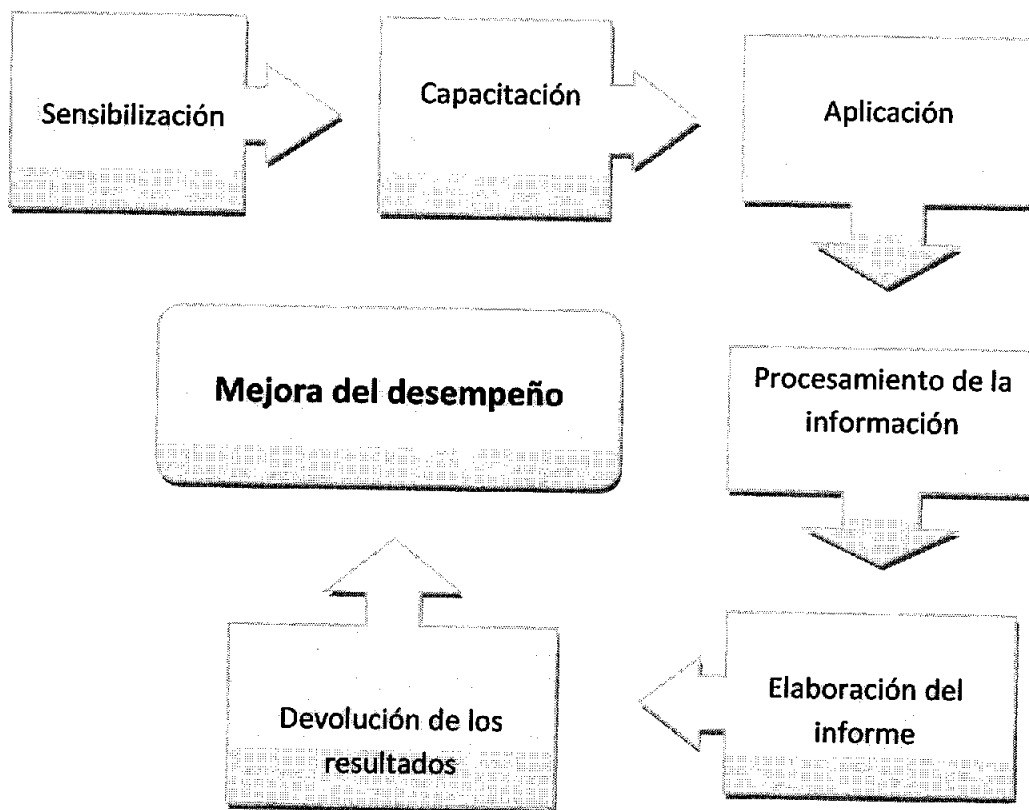 Sensibilización
Capacitación
Aplicación
Procesamiento de la
información
Elaboración del
informe
Devolución de los
resultados
Mejora del desempeño